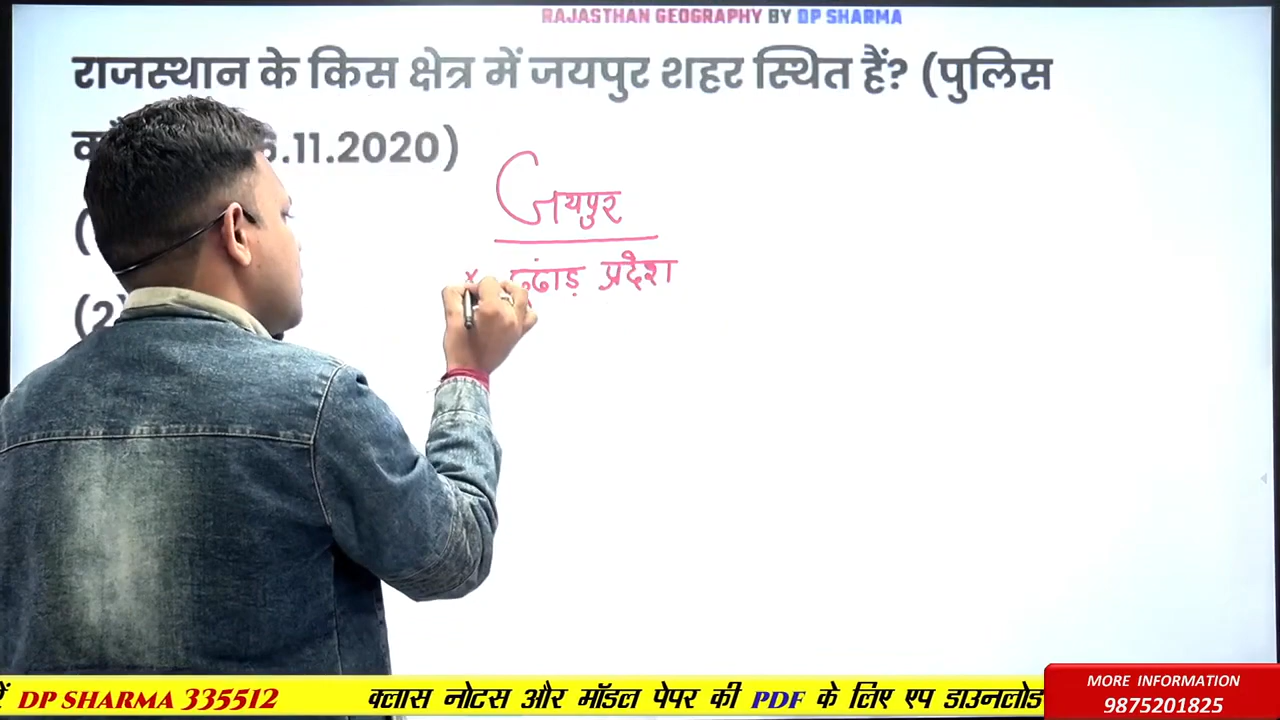 RAJASTHAN GEOGRAPHY BY DP SHARMA
राजस्थान के किस क्षेत्र में जयपुर शहर स्थित हैं? (पुलिस
.11.2020)
जयपुर
ढूंढाड़ प्रदेश
(2)
DP SHARMA 335512 क्लास नोटस और मॉडल पेपर की PDF के लिए एप डाउनलोड
MORE INFORMATION
9875201825